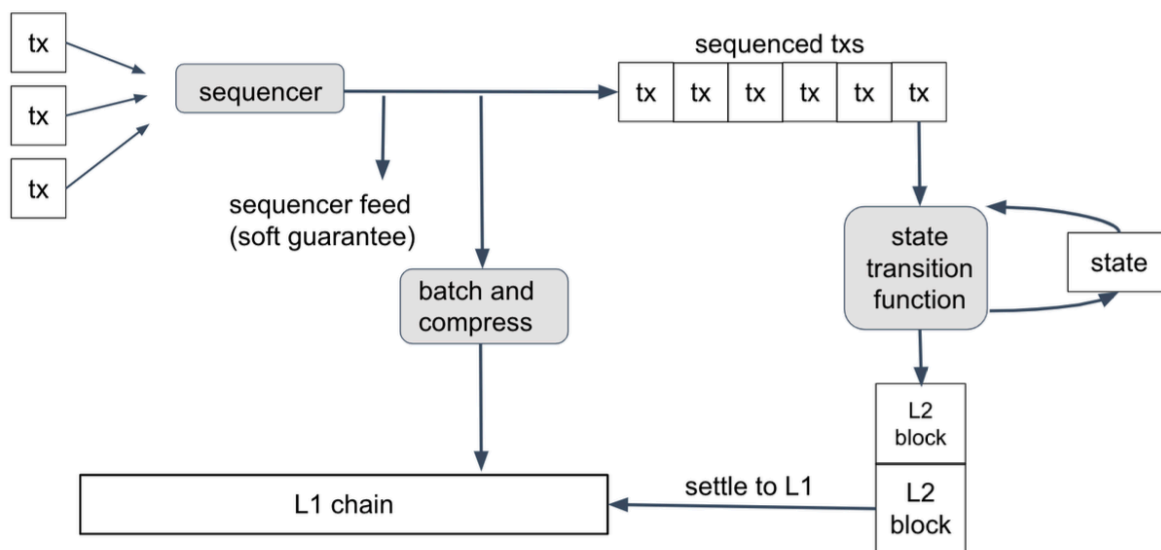 tx
tx
tx
sequencer
sequenced txs
tx tx tx tx tx tx
sequencer feed
(soft guarantee)
batch and
compress
state
transition
function
state
L2
block
L2
block
settle to L1
L1 chain